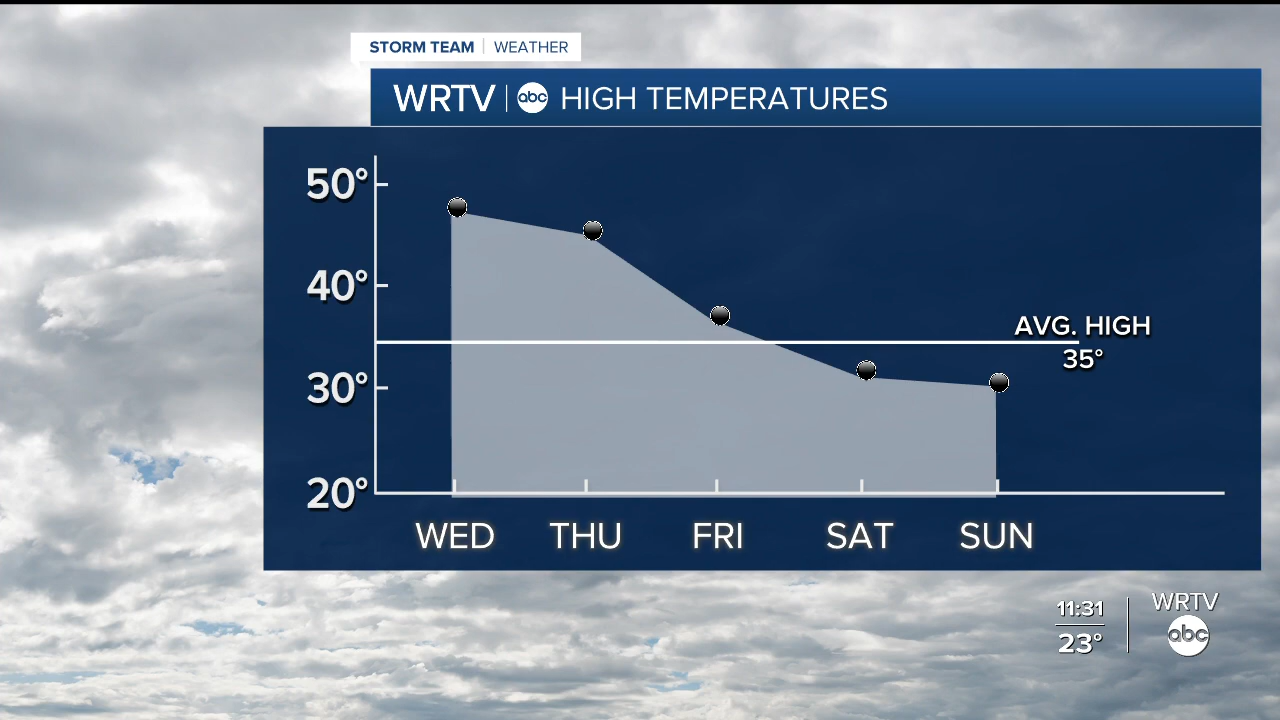 STORM TEAM | WEATHER
WRTV | abc HIGH TEMPERATURES
50°
40°
30°
20°
AVG. HIGH
35°
WED THU FRI SAT SUN
11:31
23°
WRTV
abc